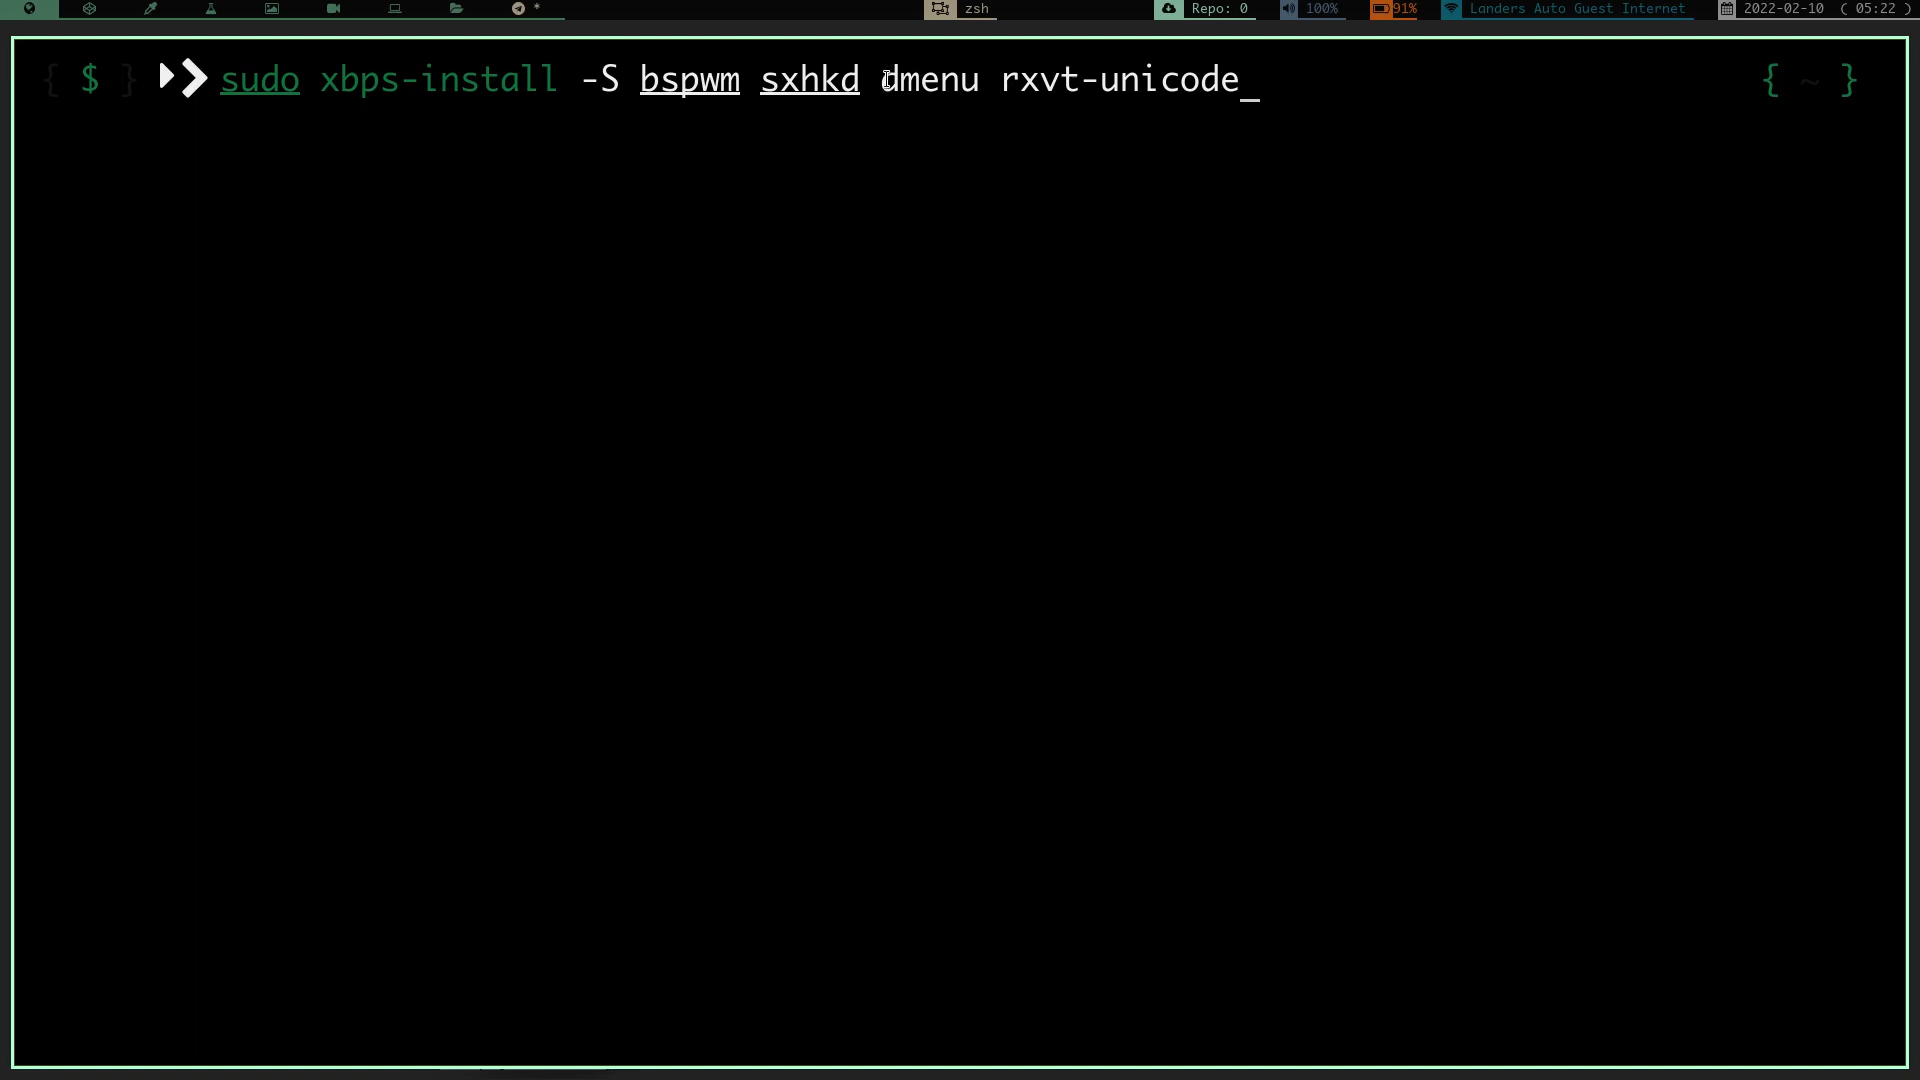 * zsh Repo: 0 100% 91% Landers Auto Guest Internet 2022-02-10 ( 05:22 )
{ $ } sudo xbps-install -S bspwm sxhkd dmenu rxvt-unicode_ { ~ }